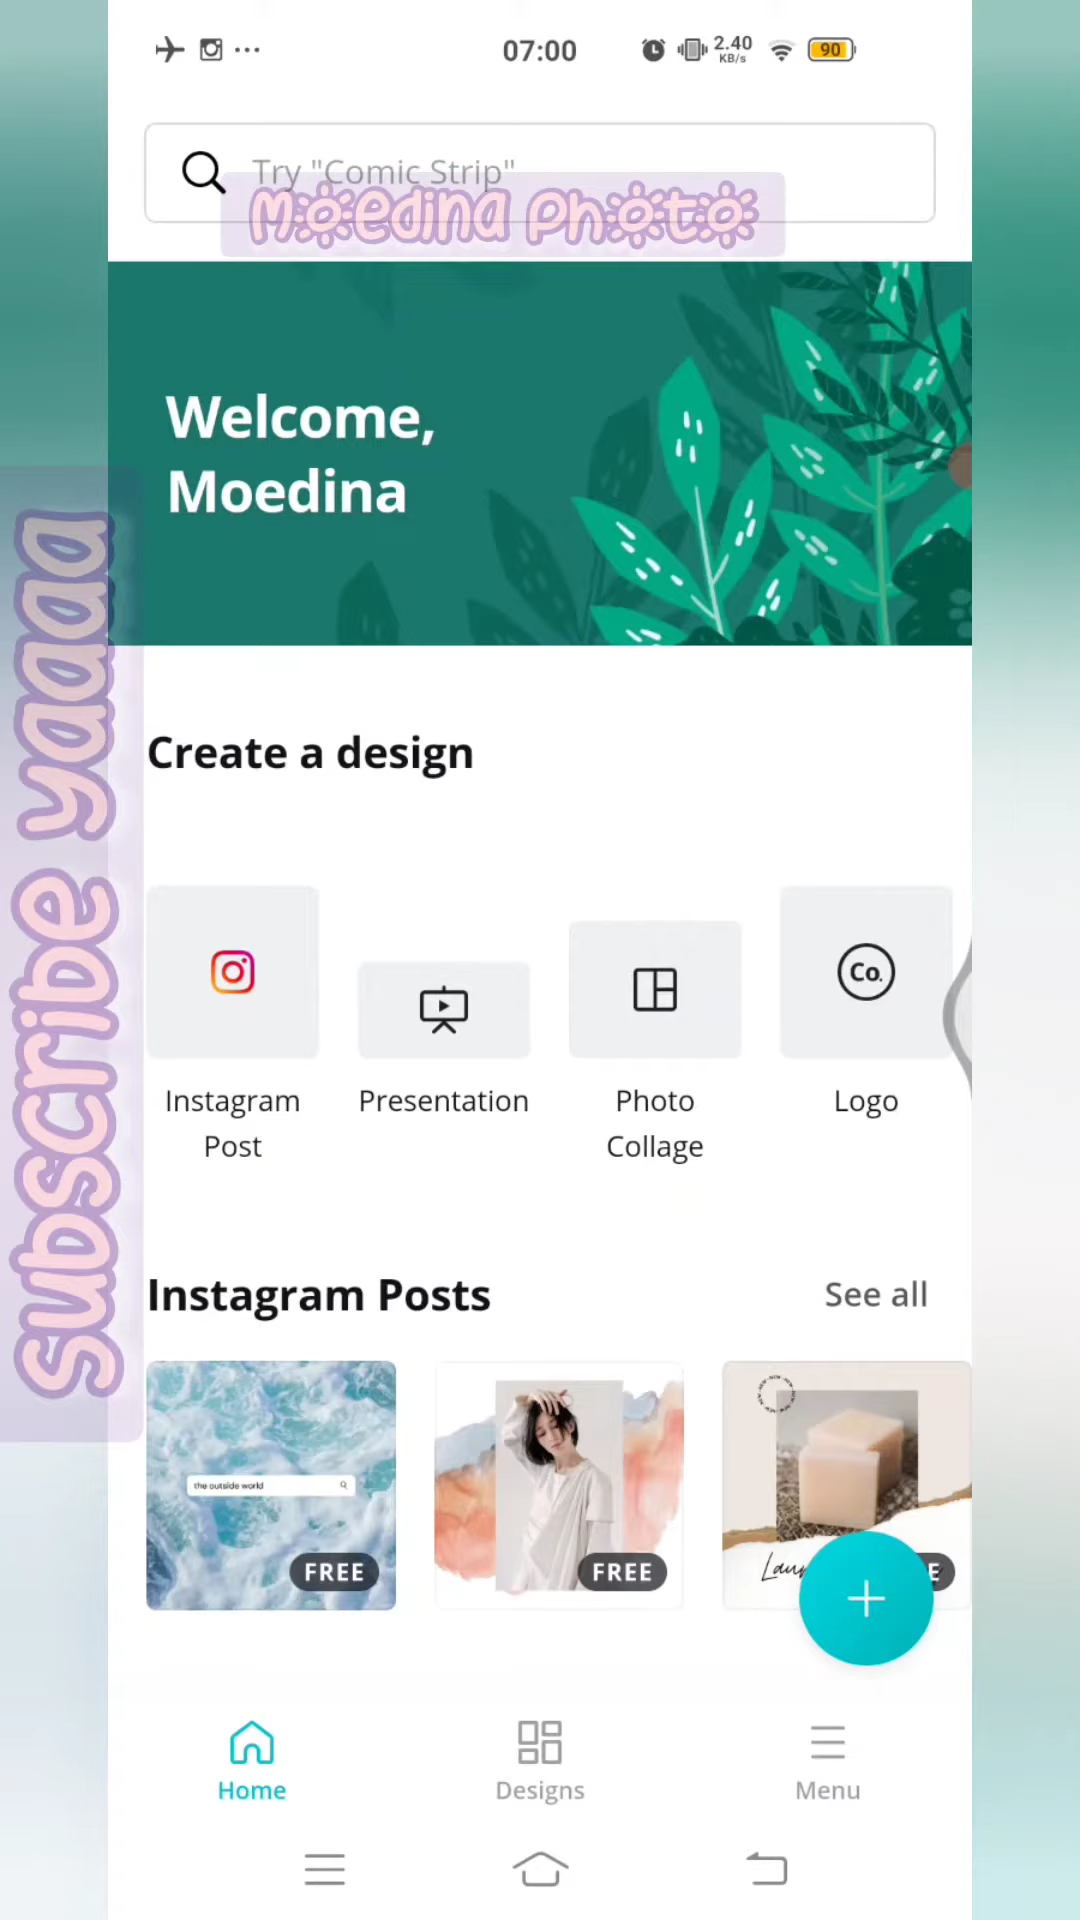 07:00
2.40
KB/s
90
Try "Comic Strip"
Moedina Photo
Welcome,
Moedina
Subscribe yaaaa
Create a design
Co.
Instagram
Post
Presentation
Photo
Collage
Logo
Instagram Posts
See all
the outside world
FREE
FREE
E
Home
Designs
Menu